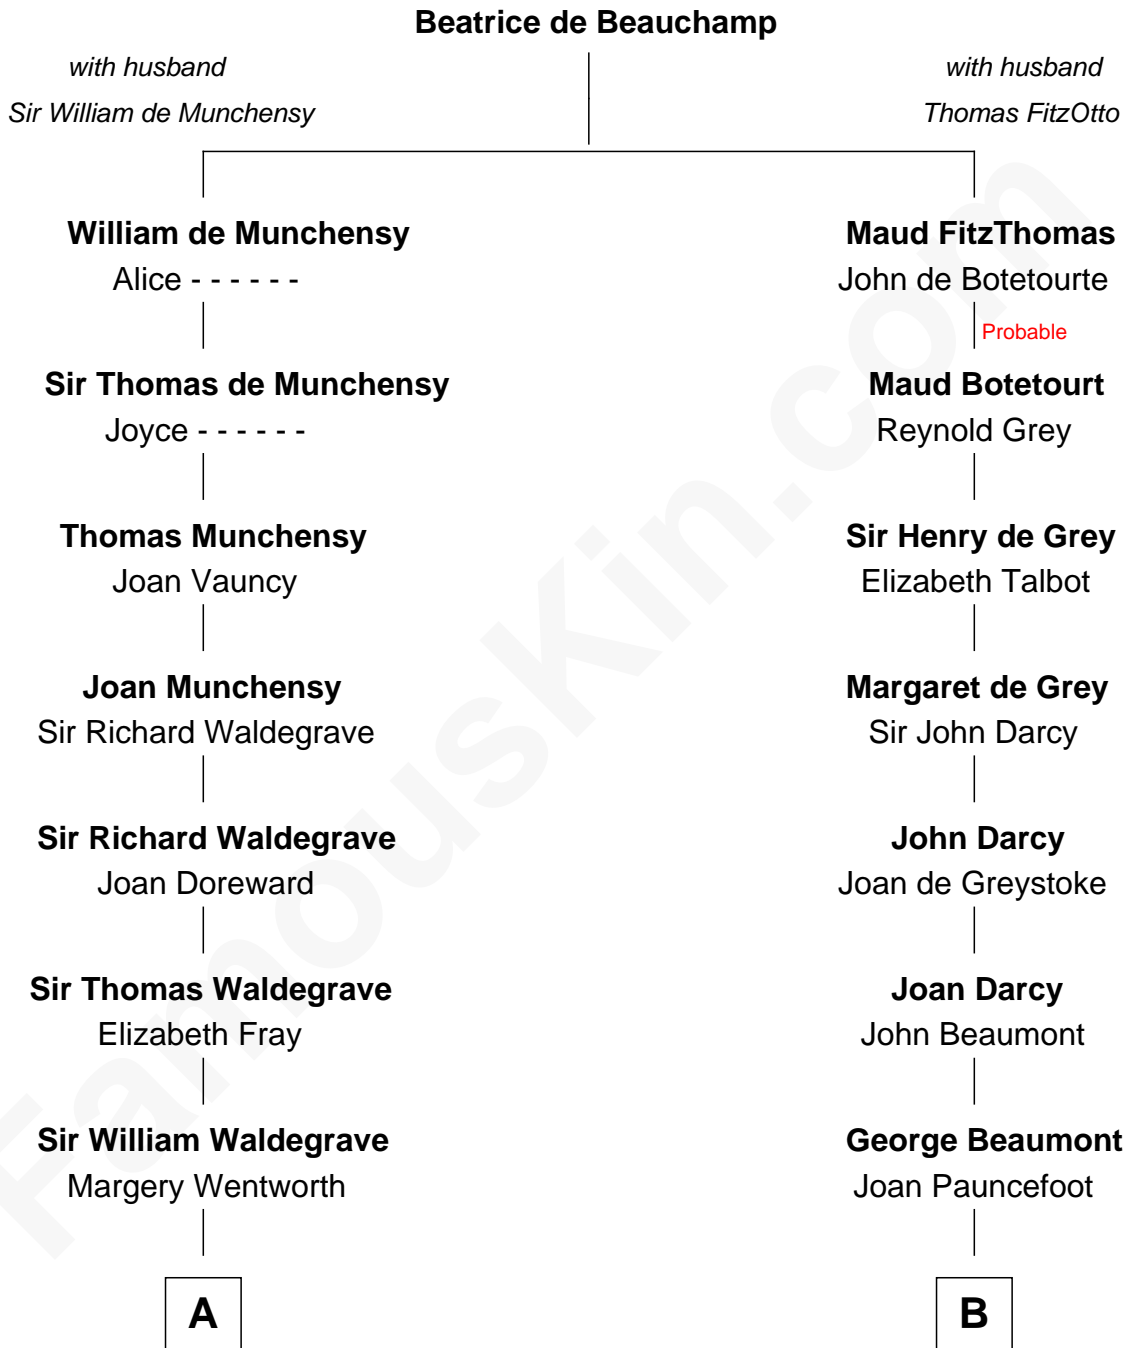 Beatrice de Beauchamp
with husband
Sir William de Munchensy
with husband
Thomas FitzOtto
William de Munchensy
Alice - - - - - -
Maud FitzThomas
John de Botetourte
Probable
Sir Thomas de Munchensy
Joyce - - - - - -
Maud Botetourt
Reynold Grey
Thomas Munchensy
Joan Vauncy
Sir Henry de Grey
Elizabeth Talbot
Joan Munchensy
Sir Richard Waldegrave
Margaret de Grey
Sir John Darcy
Sir Richard Waldegrave
Joan Doreward
John Darcy
Joan de Greystoke
Sir Thomas Waldegrave
Elizabeth Fray
Joan Darcy
John Beaumont
Sir William Waldegrave
Margery Wentworth
George Beaumont
Joan Pauncefoot
A
B
FamousKin.com